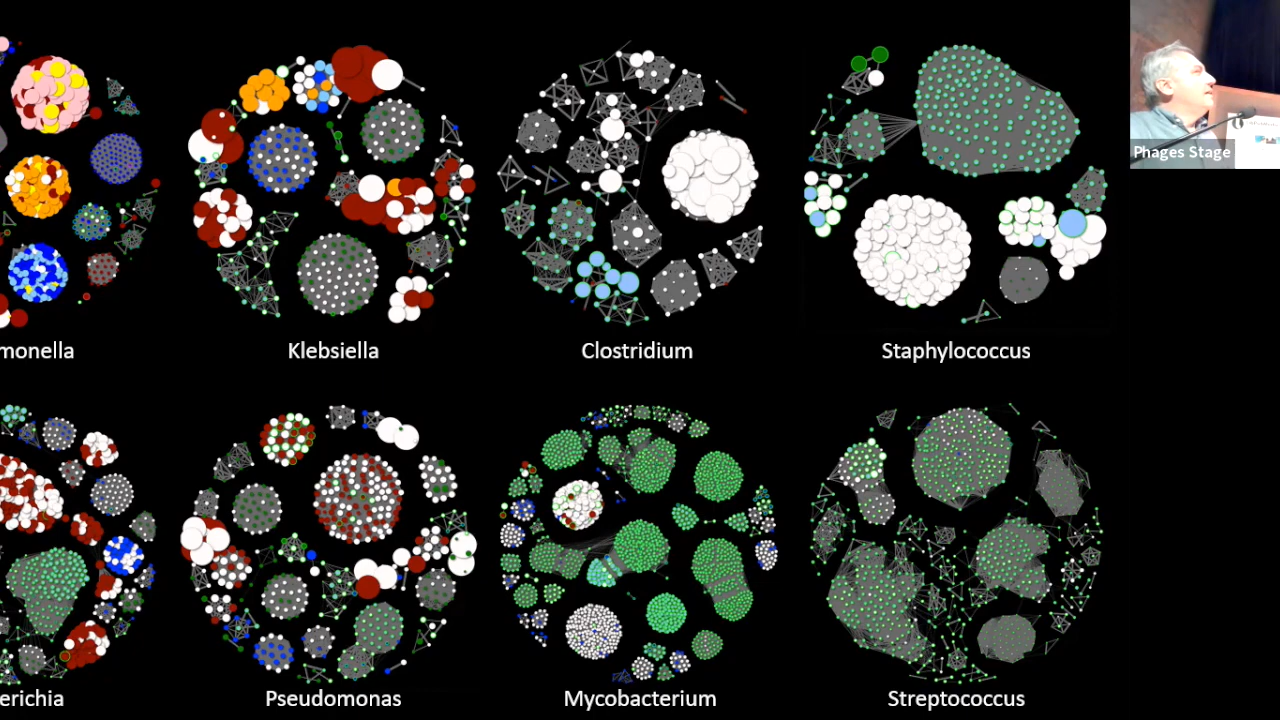 Phages Stage
monella
Klebsiella
Clostridium
Staphylococcus
erichia
Pseudomonas
Mycobacterium
Streptococcus